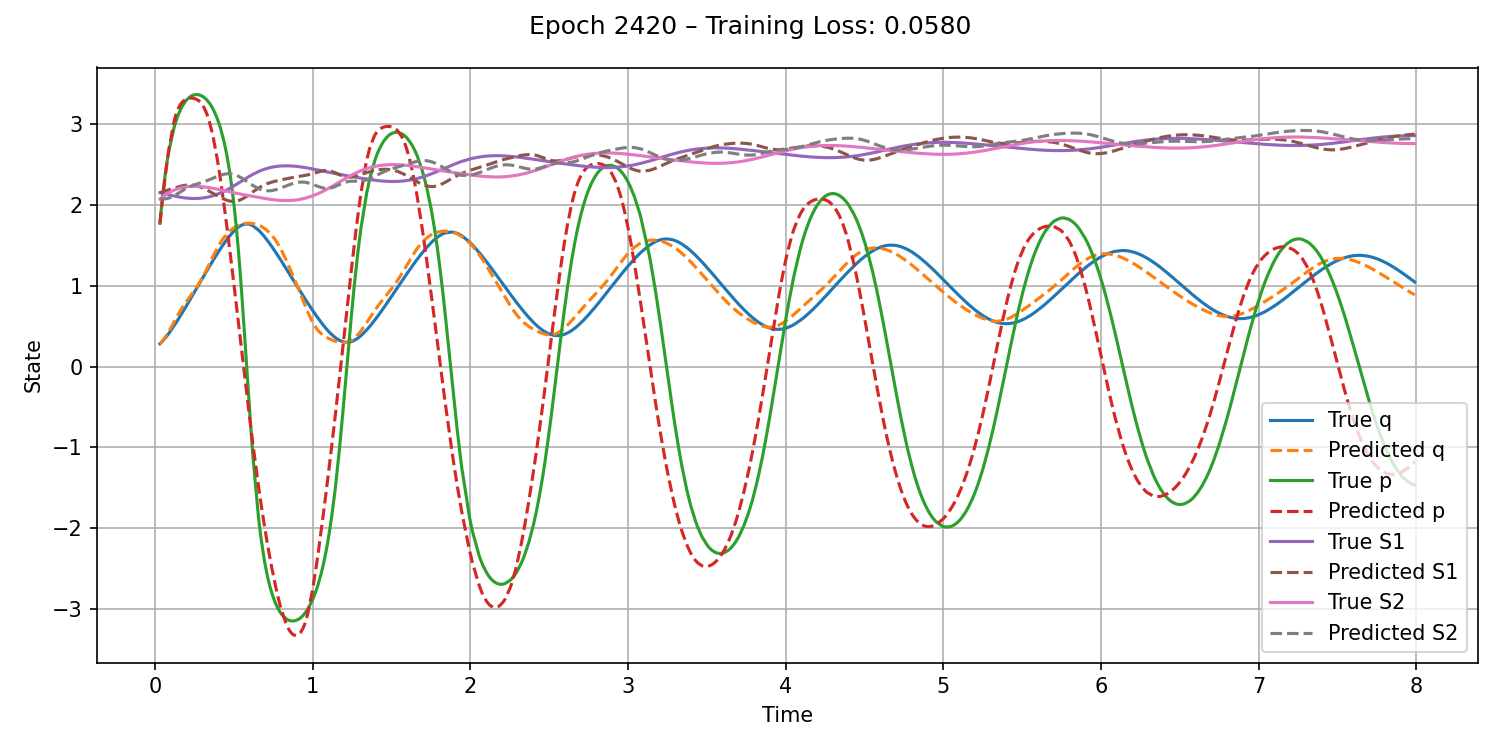 Epoch 2420 – Training Loss: 0.0580
State
3
2
1
0
−1
−2
−3
0 1 2 3 4 5 6 7 8
Time
True q
Predicted q
True p
Predicted p
True S1
Predicted S1
True S2
Predicted S2